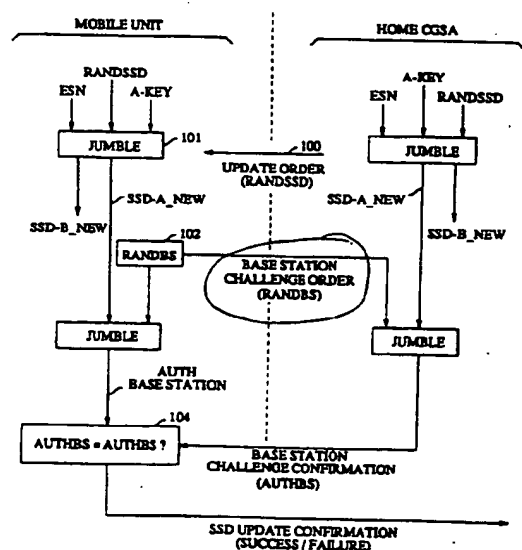 MOBILE UNIT
HOME CGSA
RANDSSD
ESN
A-KEY
A-KEY
ESN
RANDSSD
JUMBLE
101
100
JUMBLE
UPDATE ORDER
(RANDSSD)
SSD-A_NEW
SSD-B_NEW
SSD-A_NEW
SSD-B_NEW
102
RANDBS
BASE STATION
CHALLENGE ORDER
(RANDBS)
JUMBLE
JUMBLE
AUTH
BASE STATION
104
AUTHBS = AUTHBS ?
BASE STATION
CHALLENGE CONFIRMATION
(AUTHBS)
SSD UPDATE CONFIRMATION
(SUCCESS / FAILURE)